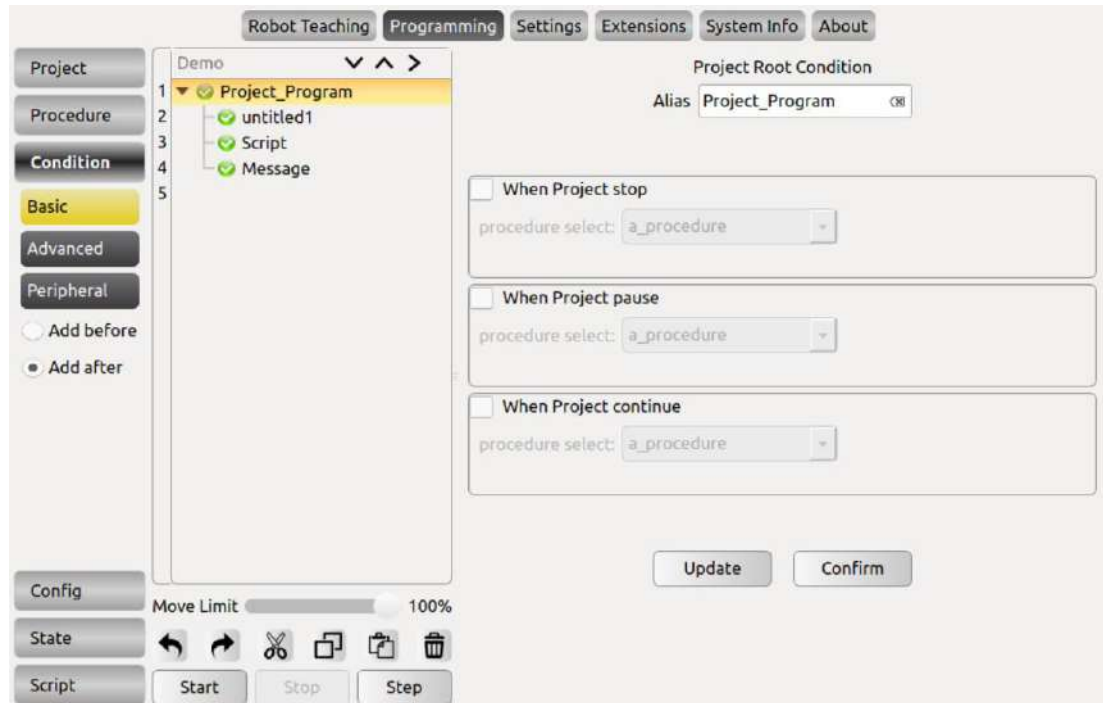 Robot Teaching Programming Settings Extensions System Info About
Project
Procedure
Condition
Basic
Advanced
Peripheral
Add before
Add after
Config
State
Script
Demo
1 Project_Program
2 untitled1
3 Script
4 Message
5
Move Limit 100%
Start Stop Step
Project Root Condition
Alias Project_Program
When Project stop
procedure select: a_procedure
When Project pause
procedure select: a_procedure
When Project continue
procedure select: a_procedure
Update Confirm